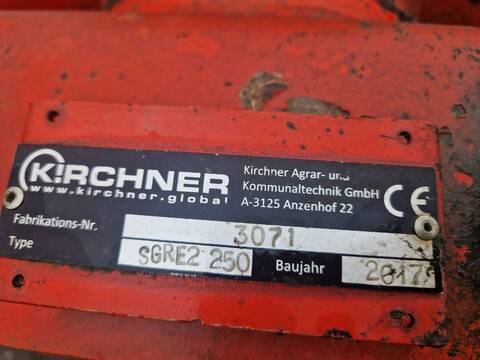 KIRCHNER
www.kirchner.global
Kirchner Agrar- und
Kommunaltechnik GmbH
A-3125 Anzenhof 22
CE
Fabrikations-Nr. 3071
Type SGRE2 250 Baujahr 2017